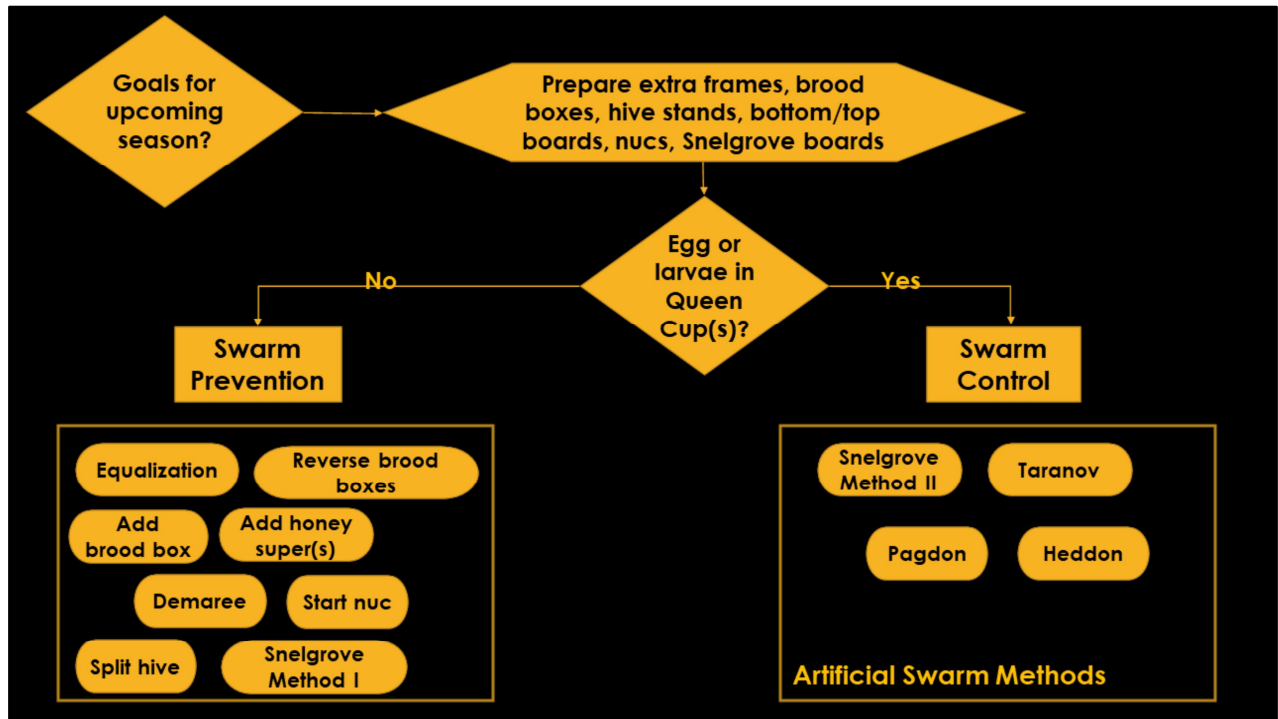 Goals for
upcoming
season?
Prepare extra frames, brood
boxes, hive stands, bottom/top
boards, nucs, Snelgrove boards
Egg or
larvae in
Queen
Cup(s)?
No
Yes
Swarm
Prevention
Swarm
Control
Equalization
Reverse brood
boxes
Add
brood box
Add honey
super(s)
Demaree
Start nuc
Split hive
Snelgrove
Method I
Snelgrove
Method II
Taranov
Pagdon
Heddon
Artificial Swarm Methods